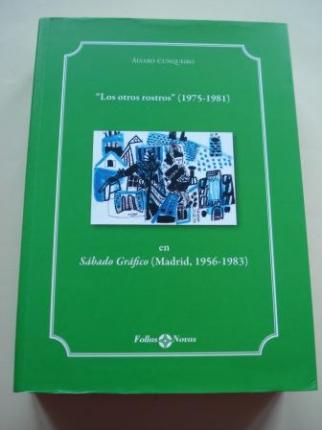 Álvaro Cunqueiro
"Los otros rostros" (1975-1981)
en
Sábado Gráfico (Madrid, 1956-1983)
Follas Novas